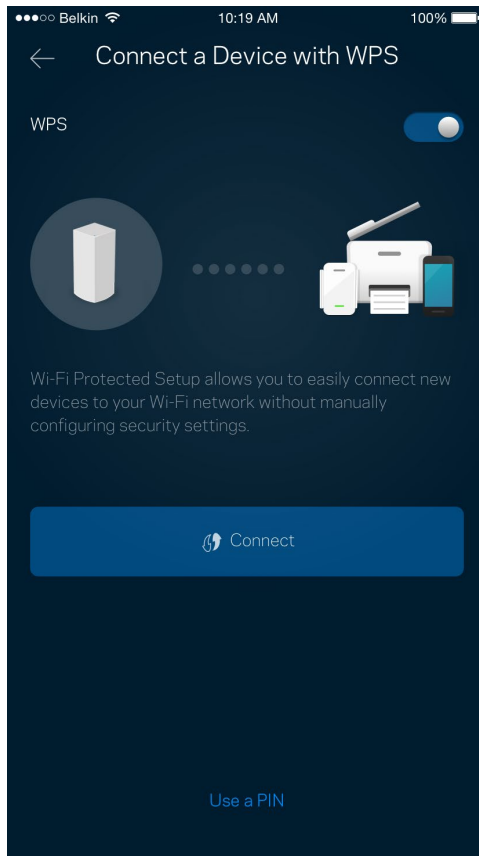 Belkin 10:19 AM 100%
Connect a Device with WPS
WPS
Wi-Fi Protected Setup allows you to easily connect new
devices to your Wi-Fi network without manually
configuring security settings.
Connect
Use a PIN